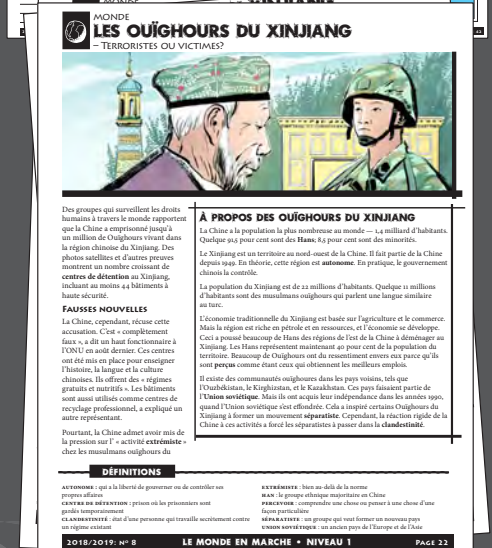 MONDE
LES OUÏGHOURS DU XINJIANG
– TERRORISTES OU VICTIMES?
Des groupes qui surveillent les droits
humains à travers le monde rapportent
que la Chine a emprisonné jusqu'à
un million de Ouïghours vivant dans
la région chinoise du Xinjiang. Des
photos satellites et d'autres preuves
montrent un nombre croissant de
centres de détention au Xinjiang,
incluant au moins 44 bâtiments à
haute sécurité.
FAUSSES NOUVELLES
La Chine, cependant, récuse cette
accusation. C'est « complètement
faux », a dit un haut fonctionnaire à
l'ONU en août dernier. Ces centres
ont été mis en place pour enseigner
l'histoire, la langue et la culture
chinoises. Ils offrent des « régimes
gratuits et nutritifs ». Les bâtiments
sont aussi utilisés comme centres de
recyclage professionnel, a expliqué un
autre représentant.
Pourtant, la Chine admet avoir mis de
la pression sur l' « activité extrémiste »
chez les musulmans ouïghours du
À PROPOS DES OUÏGHOURS DU XINJIANG
La Chine a la population la plus nombreuse au monde — 1,4 milliard d'habitants.
Quelque 91,5 pour cent sont des Hans; 8,5 pour cent sont des minorités.
Le Xinjiang est un territoire au nord-ouest de la Chine. Il fait partie de la Chine
depuis 1949. En théorie, cette région est autonome. En pratique, le gouvernement
chinois la contrôle.
La population du Xinjiang est de 22 millions d'habitants. Quelque 11 millions
d'habitants sont des musulmans ouïghours qui parlent une langue similaire
au turc.
L'économie traditionnelle du Xinjiang est basée sur l'agriculture et le commerce.
Mais la région est riche en pétrole et en ressources, et l'économie se développe.
Ceci a poussé beaucoup de Hans des régions de l'est de la Chine à déménager au
Xinjiang. Les Hans représentent maintenant 40 pour cent de la population du
territoire. Beaucoup de Ouïghours ont du ressentiment envers eux parce qu'ils
sont perçus comme étant ceux qui obtiennent les meilleurs emplois.
Il existe des communautés ouïghoures dans les pays voisins, tels que
l'Ouzbékistan, le Kirghizistan, et le Kazakhstan. Ces pays faisaient partie de
l'Union soviétique. Mais ils ont acquis leur indépendance dans les années 1990,
quand l'Union soviétique s'est effondrée. Cela a inspiré certains Ouïghours du
Xinjiang à former un mouvement séparatiste. Cependant, la réaction rigide de la
Chine à ces activités a forcé les séparatistes à passer dans la clandestinité.
DÉFINITIONS
AUTONOME : qui a la liberté de gouverner ou de contrôler ses
propres affaires
CENTRE DE DÉTENTION : prison où les prisonniers sont
gardés temporairement
CLANDESTINITÉ : état d'une personne qui travaille secrètement contre
un régime existant
EXTRÉMISTE : bien au-delà de la norme
HAN : le groupe ethnique majoritaire en Chine
PERCEVOIR : comprendre une chose ou penser à une chose d'une
façon particulière
SÉPARATISTE : un groupe qui veut former un nouveau pays
UNION SOVIÉTIQUE : un ancien pays de l'Europe et de l'Asie
2018/2019: Nº 8 LE MONDE EN MARCHE • NIVEAU 1 PAGE 22